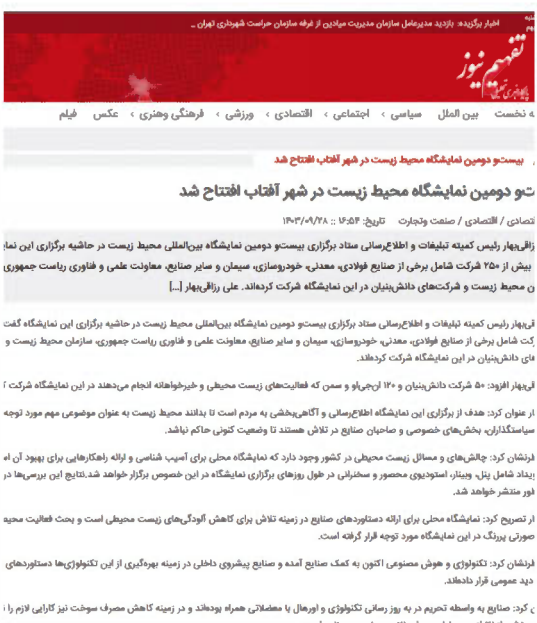 اخبار برگزیده: بازدید مدیرعامل سازمان مدیریت میادین از غرفه سازمان حراست شهرداری تهران ..
تفهیم نیوز
پایگاه خبری تحلیلی
نخست بین الملل سیاسی › اجتماعی › اقتصادی › ورزشی › فرهنگی وهنری › عکس فیلم
بیست‌و دومین نمایشگاه محیط زیست در شهر آفتاب افتتاح شد
ت‌و دومین نمایشگاه محیط زیست در شهر آفتاب افتتاح شد
تصادی / اقتصادی / صنعت وتجارت تاریخ: ۱۶:۵۴ :: ۱۴۰۳/۰۹/۲۸
زاقی‌بهار رئیس کمیته تبلیغات و اطلاع‌رسانی ستاد برگزاری بیست‌و دومین نمایشگاه بین‌المللی محیط زیست در حاشیه برگزاری این
بیش از ۲۵۰ شرکت شامل برخی از صنایع فولادی، معدنی، خودروسازی، سیمان و سایر صنایع، معاونت علمی و فناوری ریاست جمهوری
ن محیط زیست و شرکت‌های دانش‌بنیان در این نمایشگاه شرکت کرده‌اند. علی رزاقی‌بهار [...]
قی‌بهار رئیس کمیته تبلیغات و اطلاع‌رسانی ستاد برگزاری بیست‌و دومین نمایشگاه بین‌المللی محیط زیست در حاشیه برگزاری این نمایشگاه گفت
کت شامل برخی از صنایع فولادی، معدنی، خودروسازی، سیمان و سایر صنایع، معاونت علمی و فناوری ریاست جمهوری، سازمان محیط زیست و
های دانش‌بنیان در این نمایشگاه شرکت کرده‌اند.
قی‌بهار افزود: ۵۰ شرکت دانش‌بنیان و ۱۲۰ ان‌جی‌او و سمن که فعالیت‌های زیست محیطی و خیرخواهانه انجام می‌دهند در این نمایشگاه شرکت
ار عنوان کرد: هدف از برگزاری این نمایشگاه اطلاع‌رسانی و آگاهی‌بخشی به مردم است تا بدانند محیط زیست به عنوان موضوعی مهم مورد توجه
سیاستگذاران، بخش‌های خصوصی و صاحبان صنایع در تلاش هستند تا وضعیت کنونی حاکم نباشد.
فرنشان کرد: چالش‌های و مسائل زیست محیطی در کشور وجود دارد که نمایشگاه محلی برای آسیب شناسی و ارائه راهکارهایی برای بهبود آن
ویداد شامل پنل، وبینار، استودیوی محصور و سخنرانی در طول روزهای برگزاری نمایشگاه در این خصوص برگزار خواهد شد.نتایج این بررسی‌ها در
ور منتشر خواهد شد.
ار تصریح کرد: نمایشگاه محلی برای ارائه دستاوردهای صنایع در زمینه تلاش برای کاهش آلودگی‌های زیست محیطی است و بحث فعالیت محیط
صورتی پررنگ در این نمایشگاه مورد توجه قرار گرفته است.
فرنشان کرد: تکنولوژی و هوش مصنوعی اکنون به کمک صنایع آمده و صنایع پیشروی داخلی در زمینه بهره‌گیری از این تکنولوژی‌ها دستاوردهای
دید عمومی قرار داده‌اند.
ن کرد: صنایع به واسطه تحریم در به روز رسانی تکنولوژی و اورهال با معضلاتی همراه بوده‌اند و در زمینه کاهش مصرف سوخت نیز کارایی لازم را